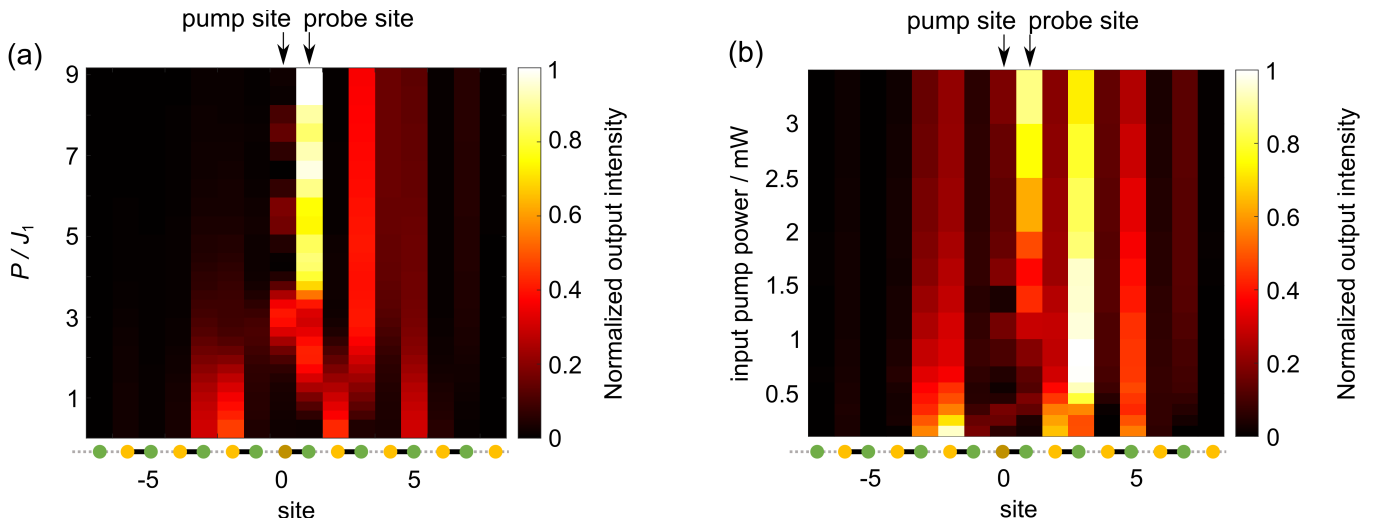 (a)
pump site
probe site
9
7
5
3
1
P / J1
-5
0
5
site
1
0.8
0.6
0.4
0.2
0
Normalized output intensity
(b)
pump site
probe site
3
2.5
2
1.5
1
0.5
input pump power / mW
-5
0
5
site
1
0.8
0.6
0.4
0.2
0
Normalized output intensity